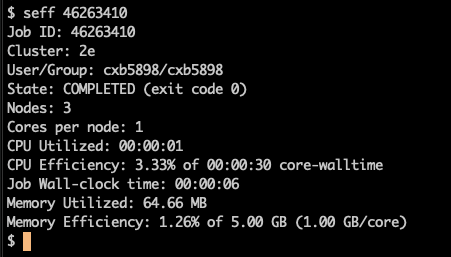 $ seff 46263410
Job ID: 46263410
Cluster: 2e
User/Group: cxb5898/cxb5898
State: COMPLETED (exit code 0)
Nodes: 3
Cores per node: 1
CPU Utilized: 00:00:01
CPU Efficiency: 3.33% of 00:00:30 core-walltime
Job Wall-clock time: 00:00:06
Memory Utilized: 64.66 MB
Memory Efficiency: 1.26% of 5.00 GB (1.00 GB/core)
$